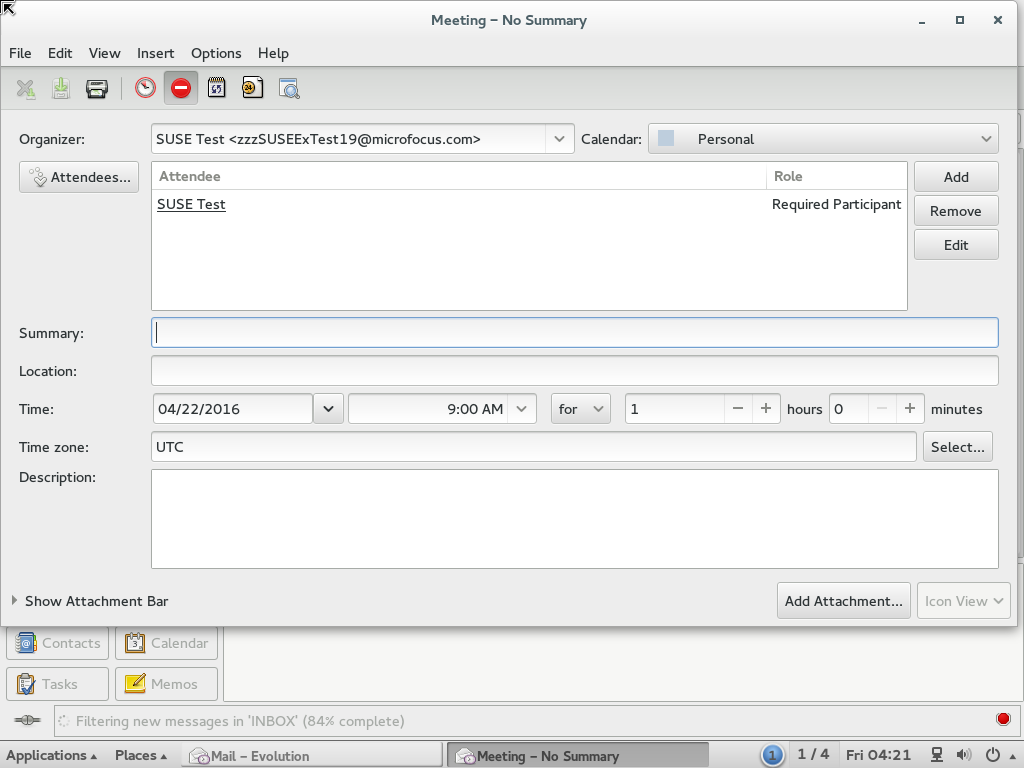 Meeting – No Summary
File Edit View Insert Options Help
Organizer: SUSE Test <zzzSUSEExTest19@microfocus.com> Calendar: Personal
Attendees... Attendee Role Add
SUSE Test Required Participant Remove
Edit
Summary:
Location:
Time: 04/22/2016 9:00 AM for 1 hours 0 minutes
Time zone: UTC Select...
Description:
Show Attachment Bar Add Attachment... Icon View
Contacts Calendar
Tasks Memos
Filtering new messages in 'INBOX' (84% complete)
Applications Places Mail – Evolution Meeting – No Summary 1 1 / 4 Fri 04:21